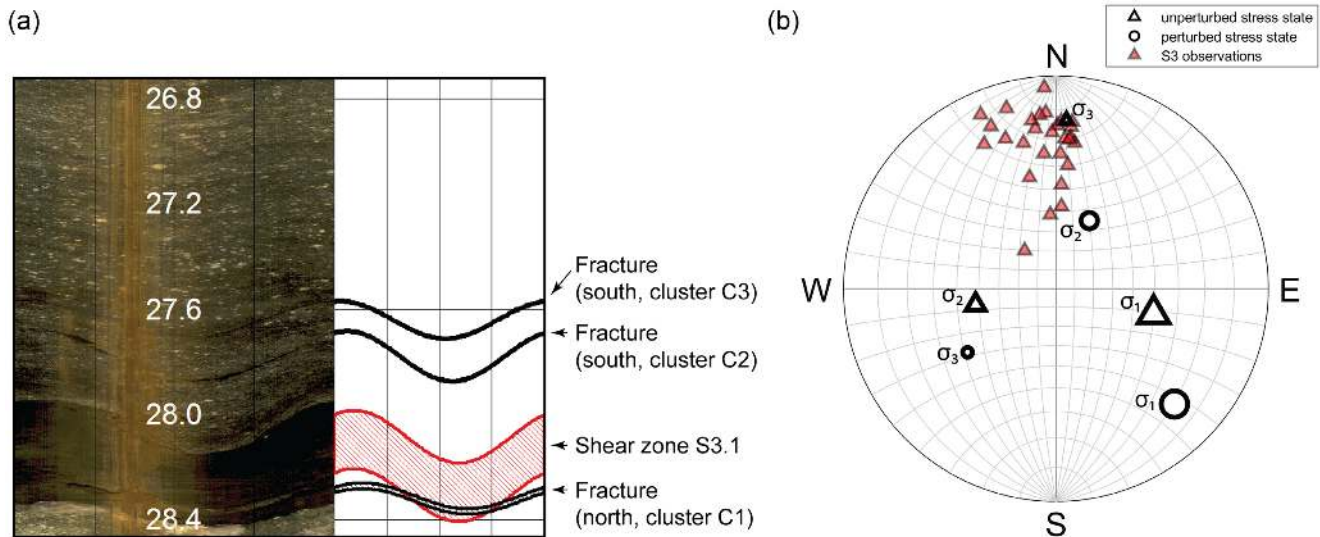 (a)
26.8
27.2
27.6
28.0
28.4
Fracture
(south, cluster C3)
Fracture
(south, cluster C2)
Shear zone S3.1
Fracture
(north, cluster C1)
(b)
unperturbed stress state
perturbed stress state
S3 observations
N
σ3
σ2
W
σ2
σ1
E
σ3
σ1
S